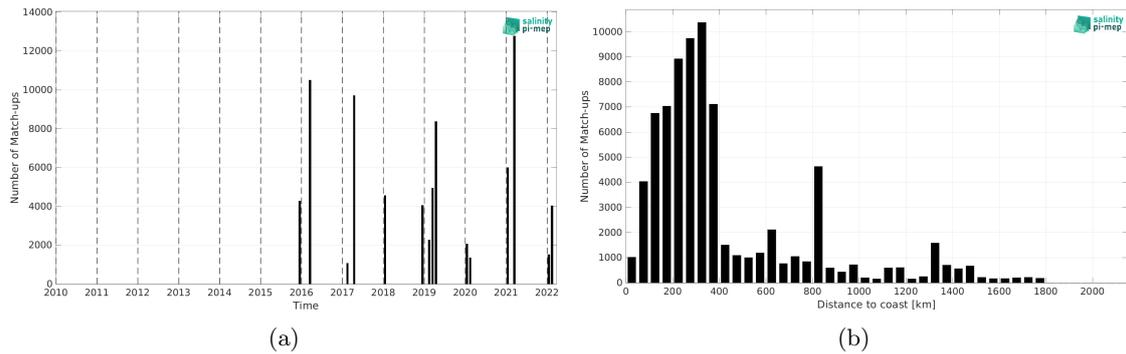 14000
12000
10000
8000
6000
4000
2000
0
Number of Match-ups
2010 2011 2012 2013 2014 2015 2016 2017 2018 2019 2020 2021 2022
Time
salinity
pi-mep
(a)
10000
9000
8000
7000
6000
5000
4000
3000
2000
1000
0
Number of Match-ups
0 200 400 600 800 1000 1200 1400 1600 1800 2000
Distance to coast [km]
salinity
pi-mep
(b)